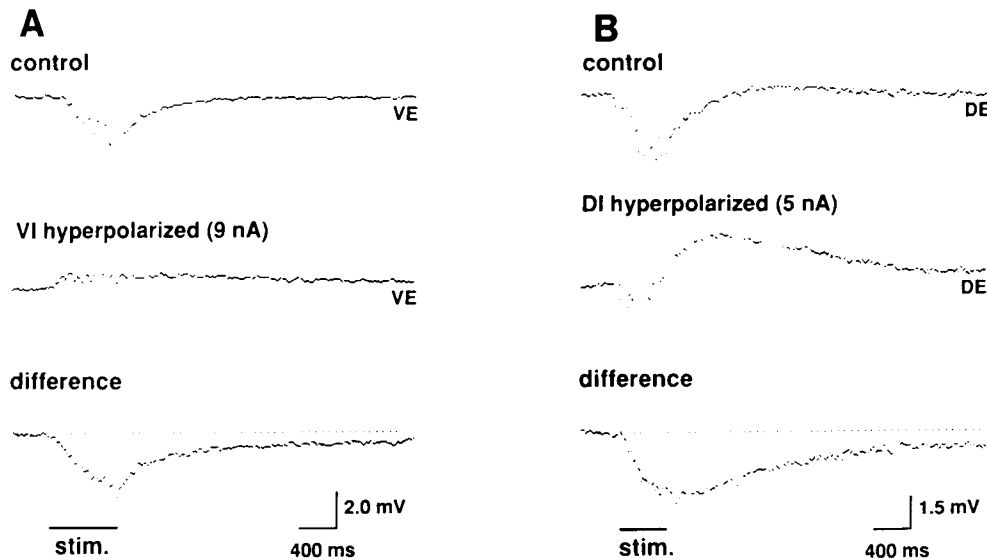 A
control
VE
VI hyperpolarized (9 nA)
VE
difference
2.0 mV
400 ms
stim.
B
control
DE
DI hyperpolarized (5 nA)
DE
difference
1.5 mV
400 ms
stim.